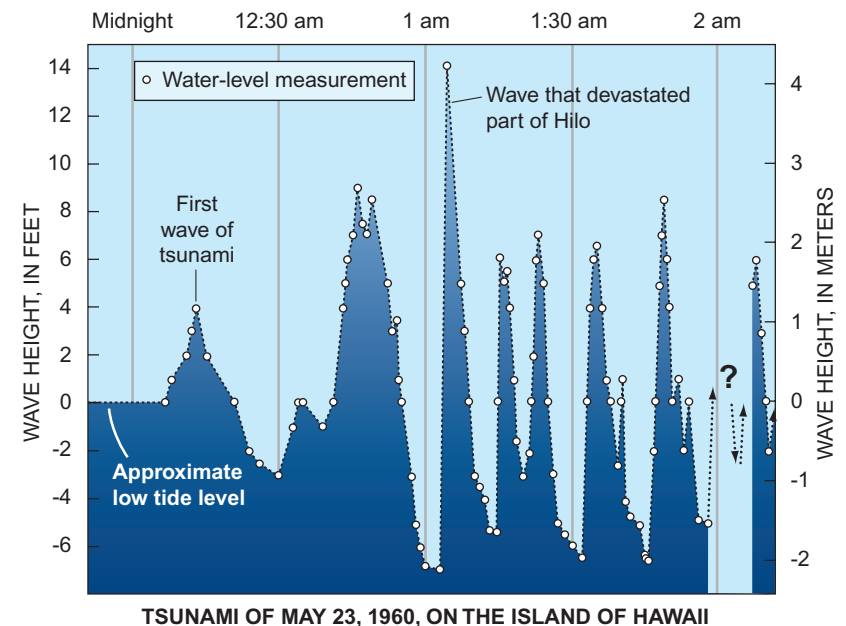 Midnight 12:30 am 1 am 1:30 am 2 am
14
12
10
8
6
4
2
0
-2
-4
-6
WAVE HEIGHT, IN FEET
Water-level measurement
Wave that devastated
part of Hilo
First
wave of
tsunami
?
Approximate
low tide level
4
3
2
1
0
-1
-2
WAVE HEIGHT, IN METERS
TSUNAMI OF MAY 23, 1960, ON THE ISLAND OF HAWAII